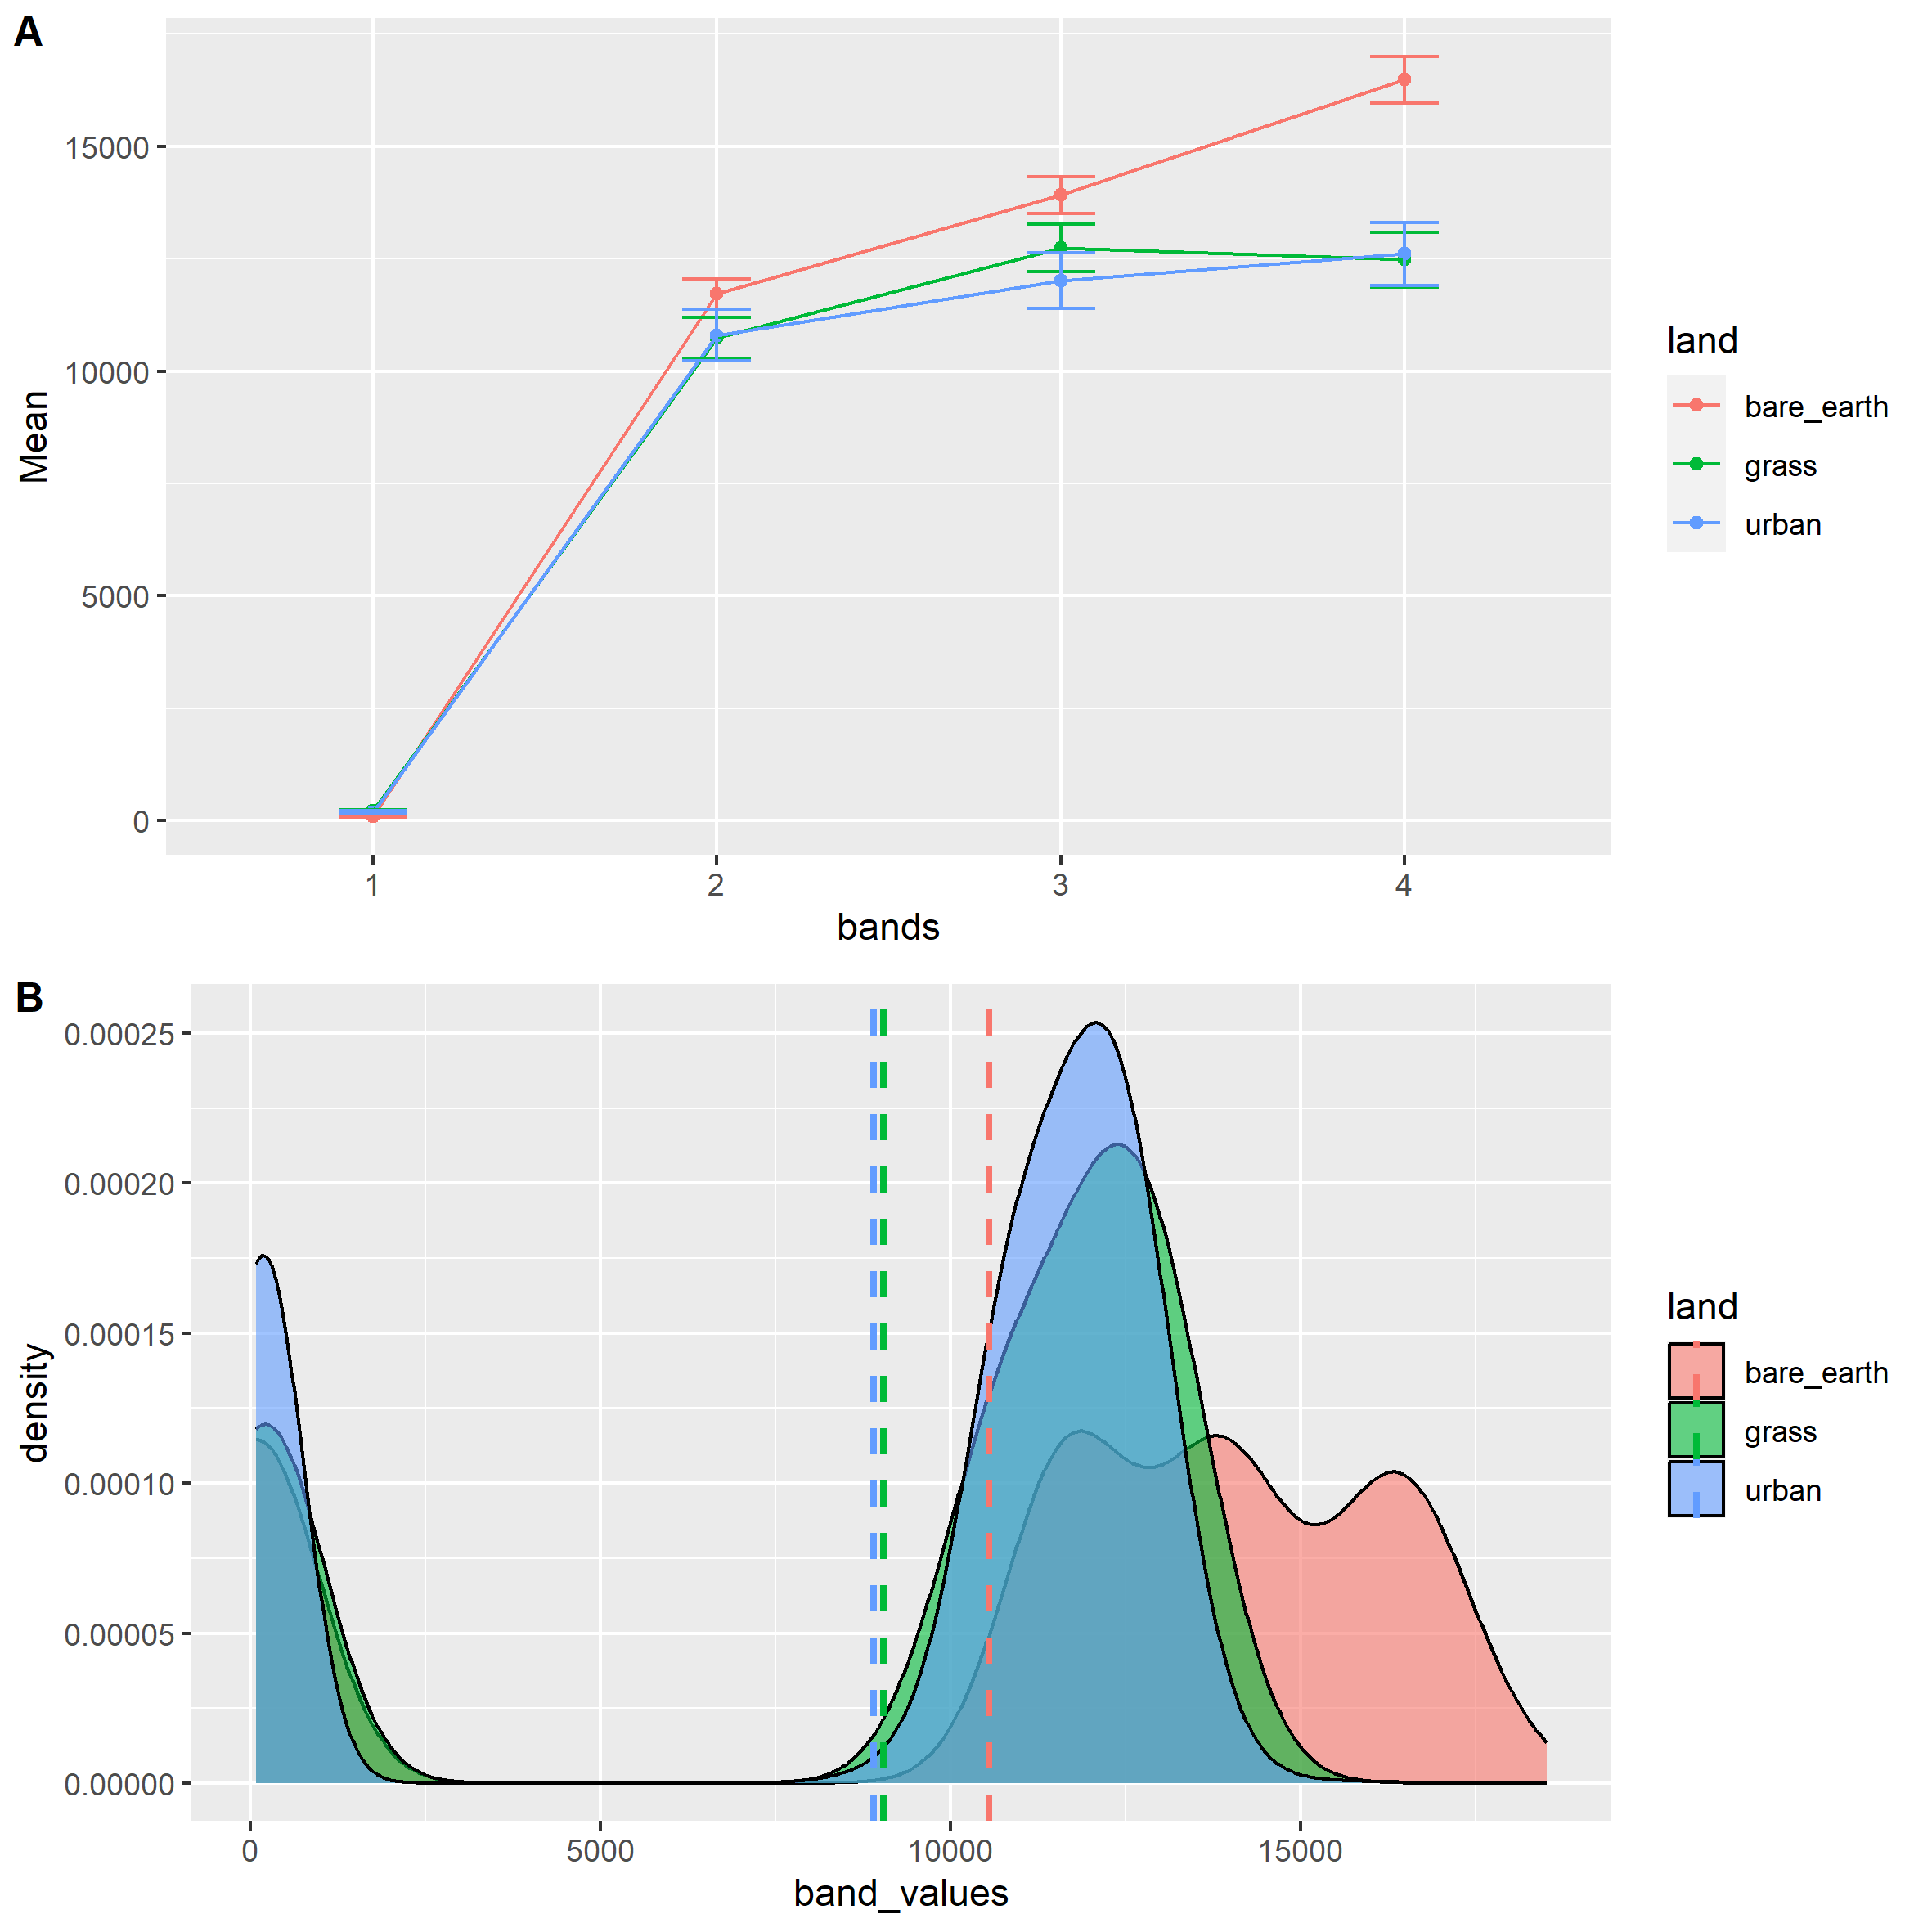 A
15000
10000
5000
0
Mean
1
2
3
4
bands
land
bare_earth
grass
urban
B
0.00025
0.00020
0.00015
0.00010
0.00005
0.00000
density
0
5000
10000
15000
band_values
land
bare_earth
grass
urban